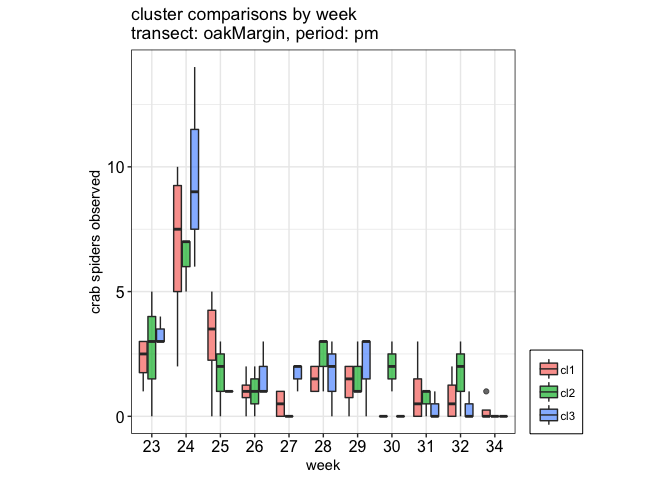 cluster comparisons by week
transect: oakMargin, period: pm
crab spiders observed
10
5
0
23 24 25 26 27 28 29 30 31 32 34
week
cl1
cl2
cl3